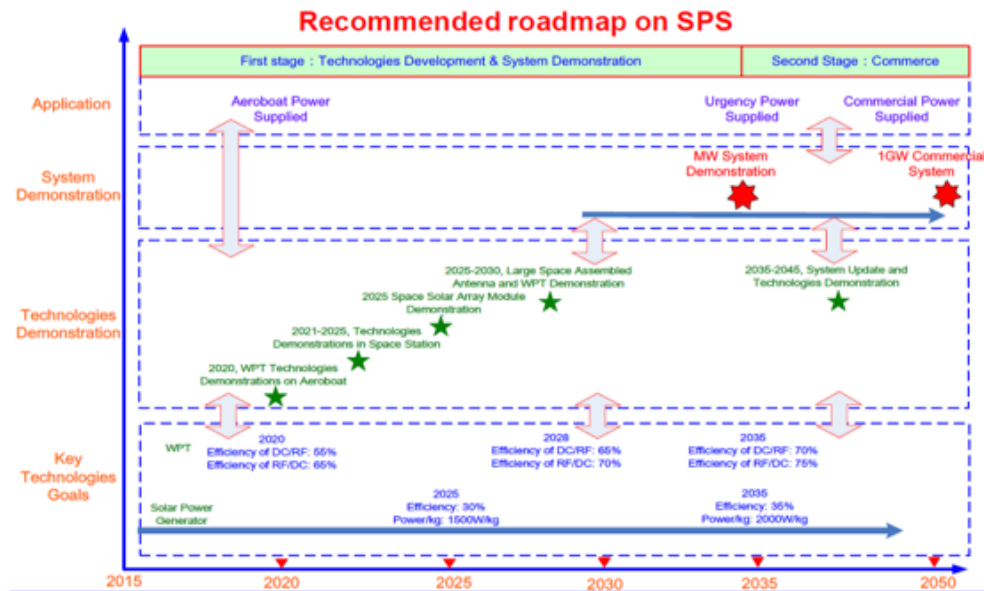 Recommended roadmap on SPS
First stage : Technologies Development & System Demonstration
Second Stage : Commerce
Application
Aeroboat Power
Supplied
Urgency Power
Supplied
Commercial Power
Supplied
System
Demonstration
MW System
Demonstration
1GW Commercial
System
Technologies
Demonstration
2025-2030, Large Space Assembled
Antenna and WPT Demonstration
2035-2045, System Update and
Technologies Demonstration
2025 Space Solar Array Module
Demonstration
2021-2025, Technologies
Demonstrations in Space Station
2020, WPT Technologies
Demonstrations on Aeroboat
Key
Technologies
Goals
WPT
2020
Efficiency of DC/RF: 55%
Efficiency of RF/DC: 65%
2028
Efficiency of DC/RF: 65%
Efficiency of RF/DC: 70%
2035
Efficiency of DC/RF: 70%
Efficiency of RF/DC: 75%
Solar Power
Generator
2025
Efficiency: 30%
Power/kg: 1500W/kg
2035
Efficiency: 35%
Power/kg: 2000W/kg
2015
2020
2025
2030
2035
2050